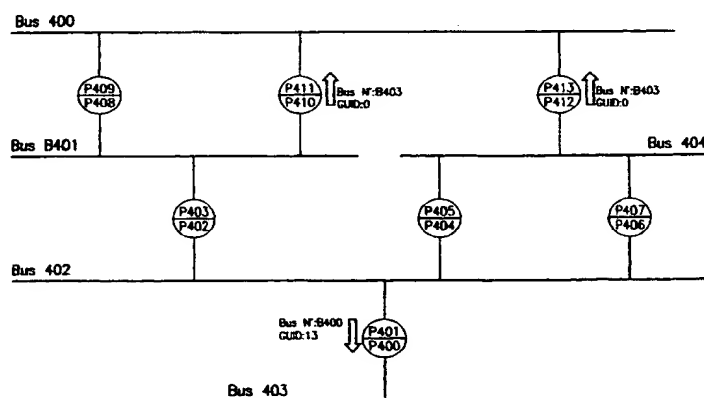 Bus 400
P409
P408
P411
P410
Bus N':B403
GUID:0
P413
P412
Bus N':B403
GUID:0
Bus B401
Bus 404
P403
P402
P405
P404
P407
P406
Bus 402
Bus N':B400
GUID:13
P401
P400
Bus 403